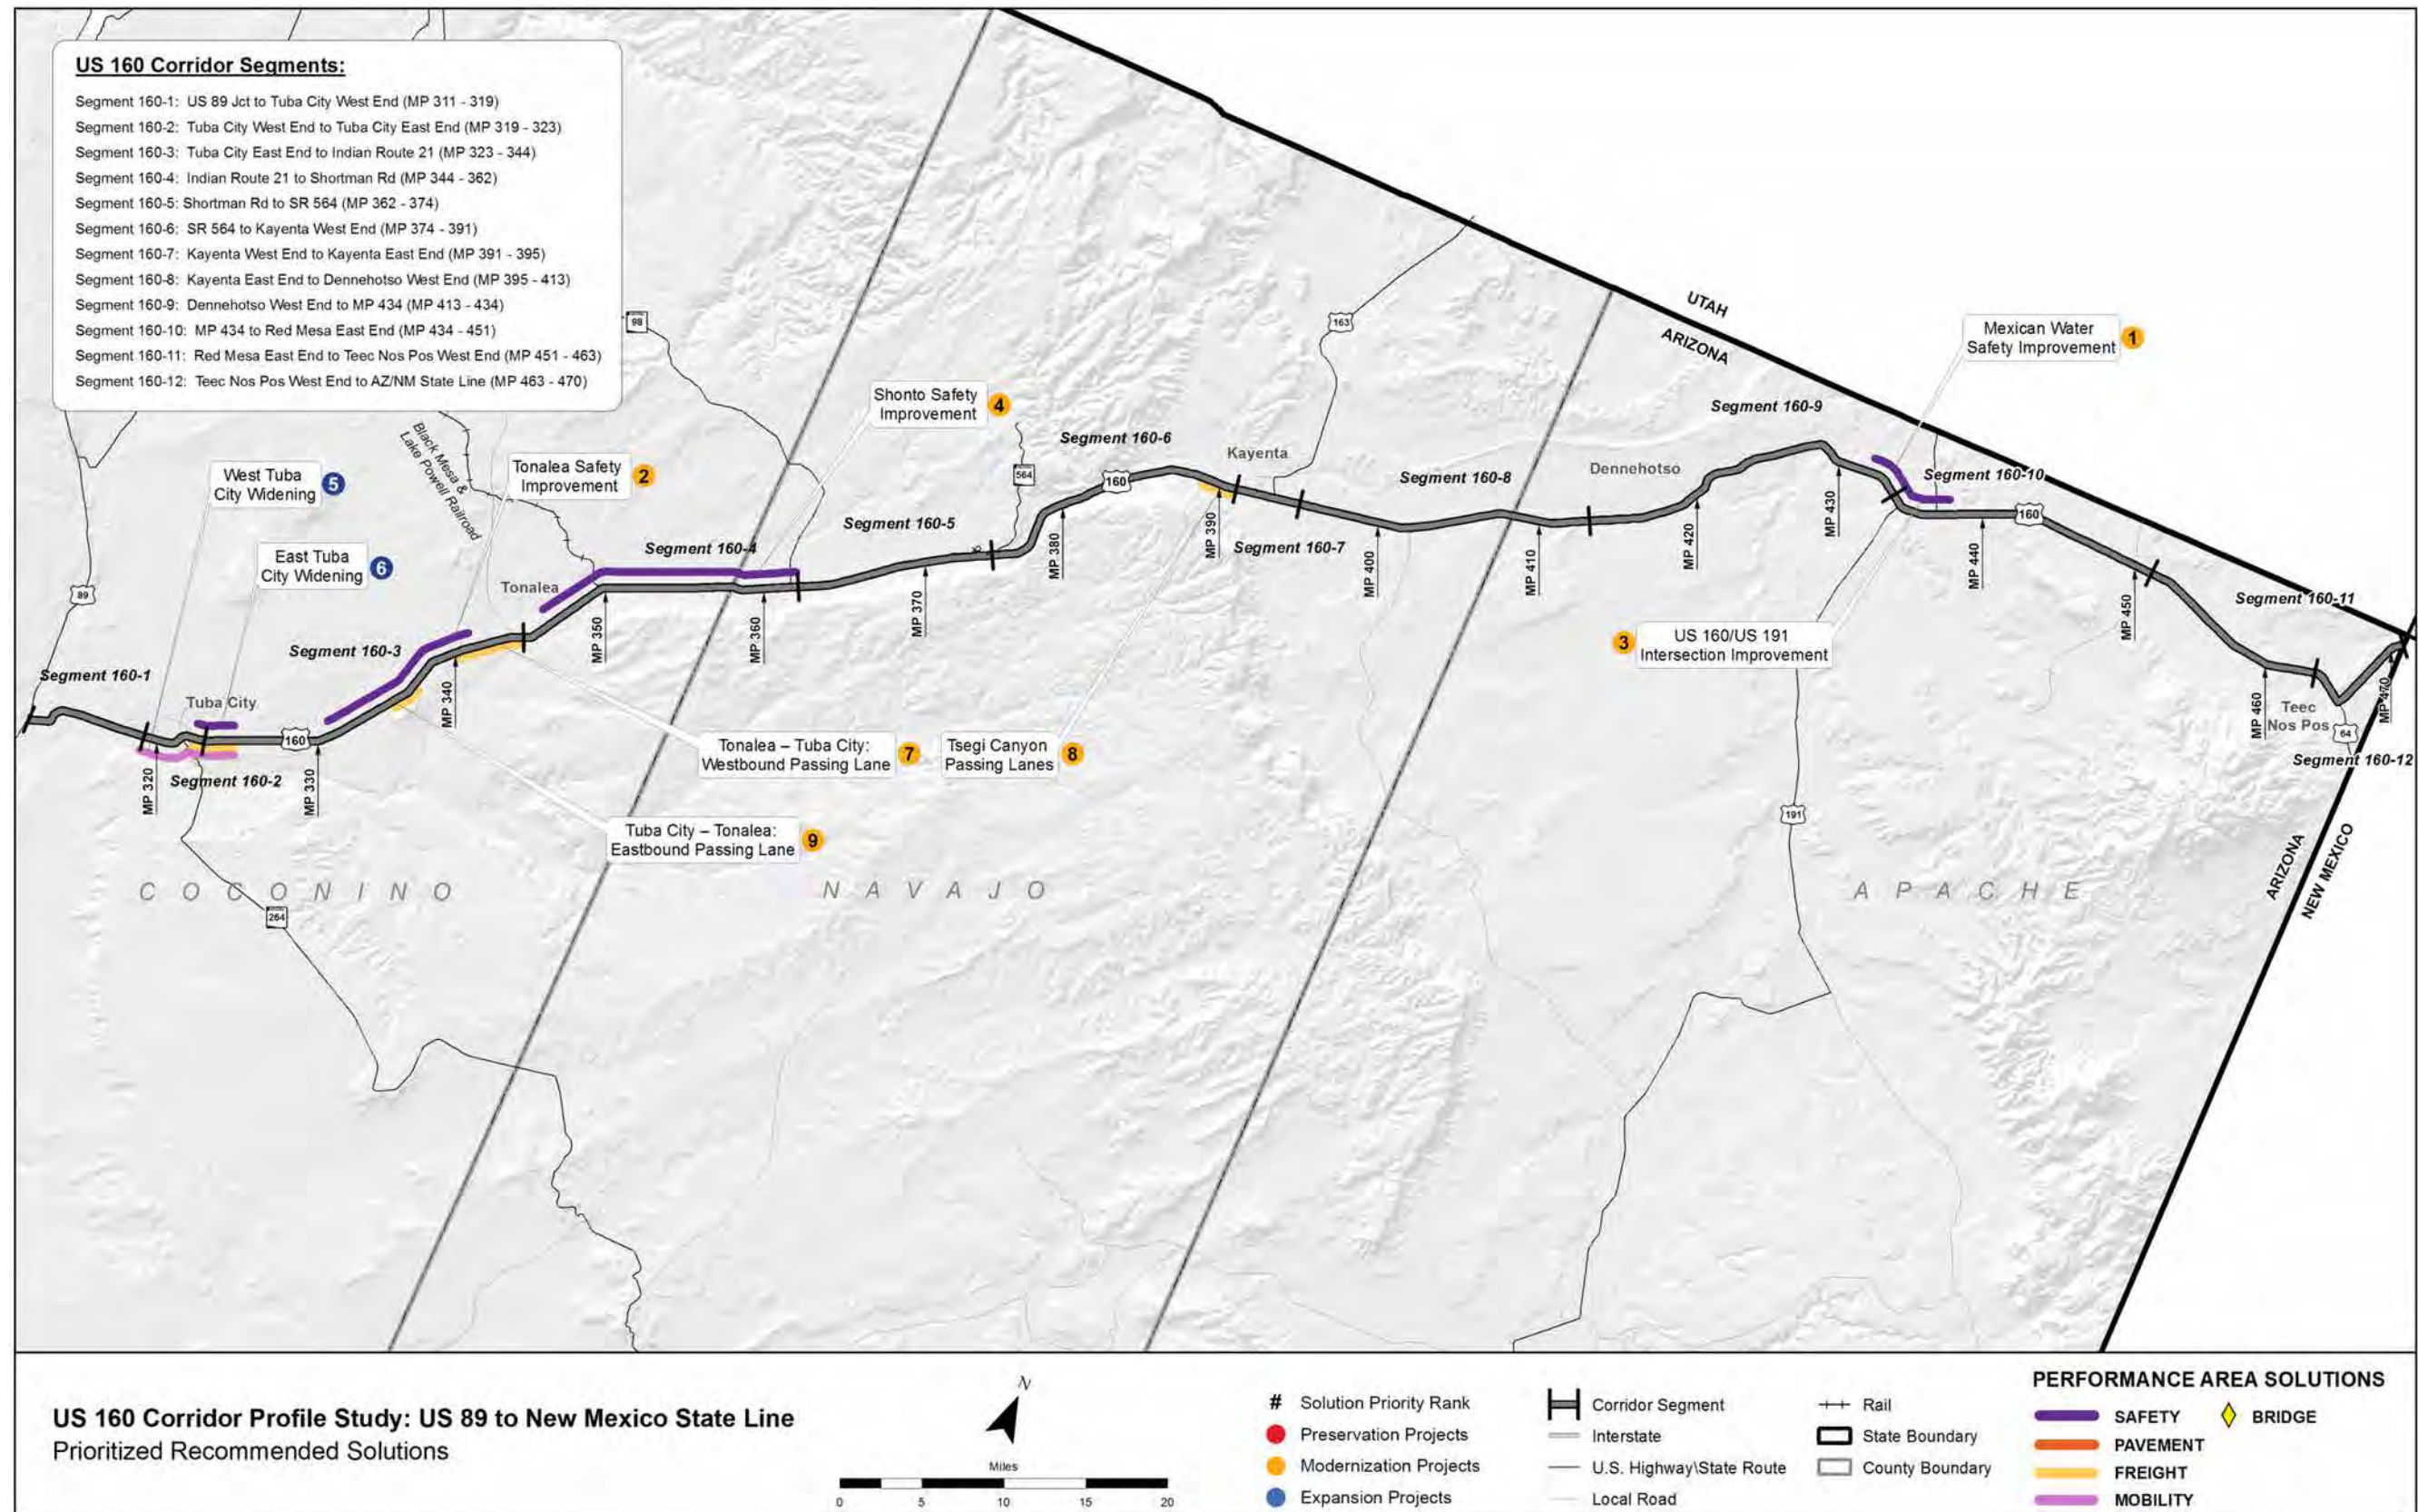 US 160 Corridor Segments:
Segment 160-1: US 89 Jct to Tuba City West End (MP 311 - 319)
Segment 160-2: Tuba City West End to Tuba City East End (MP 319 - 323)
Segment 160-3: Tuba City East End to Indian Route 21 (MP 323 - 344)
Segment 160-4: Indian Route 21 to Shortman Rd (MP 344 - 362)
Segment 160-5: Shortman Rd to SR 564 (MP 362 - 374)
Segment 160-6: SR 564 to Kayenta West End (MP 374 - 391)
Segment 160-7: Kayenta West End to Kayenta East End (MP 391 - 395)
Segment 160-8: Kayenta East End to Dennehotso West End (MP 395 - 413)
Segment 160-9: Dennehotso West End to MP 434 (MP 413 - 434)
Segment 160-10: MP 434 to Red Mesa East End (MP 434 - 451)
Segment 160-11: Red Mesa East End to Teec Nos Pos West End (MP 451 - 463)
Segment 160-12: Teec Nos Pos West End to AZ/NM State Line (MP 463 - 470)
98
163
UTAH
ARIZONA
Mexican Water
Safety Improvement
1
Shonto Safety
Improvement
4
Segment 160-9
Black Mesa &
Lake Powell Railroad
Segment 160-6
Kayenta
West Tuba
City Widening
5
Tonalea Safety
Improvement
2
564
160
Segment 160-8
Dennehotso
Segment 160-10
Segment 160-5
MP 380
MP 390
Segment 160-7
MP 400
MP 410
MP 420
MP 430
160
MP 440
East Tuba
City Widening
6
Segment 160-4
89
Tonalea
MP 350
MP 360
MP 370
MP 450
Segment 160-11
Segment 160-3
3
US 160/US 191
Intersection Improvement
Segment 160-1
MP 340
Tuba City
160
MP 460
Teec
Nos Pos
MP 470
64
MP 320
Segment 160-2
MP 330
Tonalea – Tuba City:
Westbound Passing Lane
7
Tsegi Canyon
Passing Lanes
8
Segment 160-12
191
Tuba City – Tonalea:
Eastbound Passing Lane
9
ARIZONA
NEW MEXICO
COCONINO
NAVAJO
APACHE
264
US 160 Corridor Profile Study: US 89 to New Mexico State Line
Prioritized Recommended Solutions
N
Miles
0 5 10 15 20
# Solution Priority Rank
Preservation Projects
Modernization Projects
Expansion Projects
Corridor Segment
Interstate
U.S. Highway\State Route
Local Road
Rail
State Boundary
County Boundary
PERFORMANCE AREA SOLUTIONS
SAFETY
BRIDGE
PAVEMENT
FREIGHT
MOBILITY